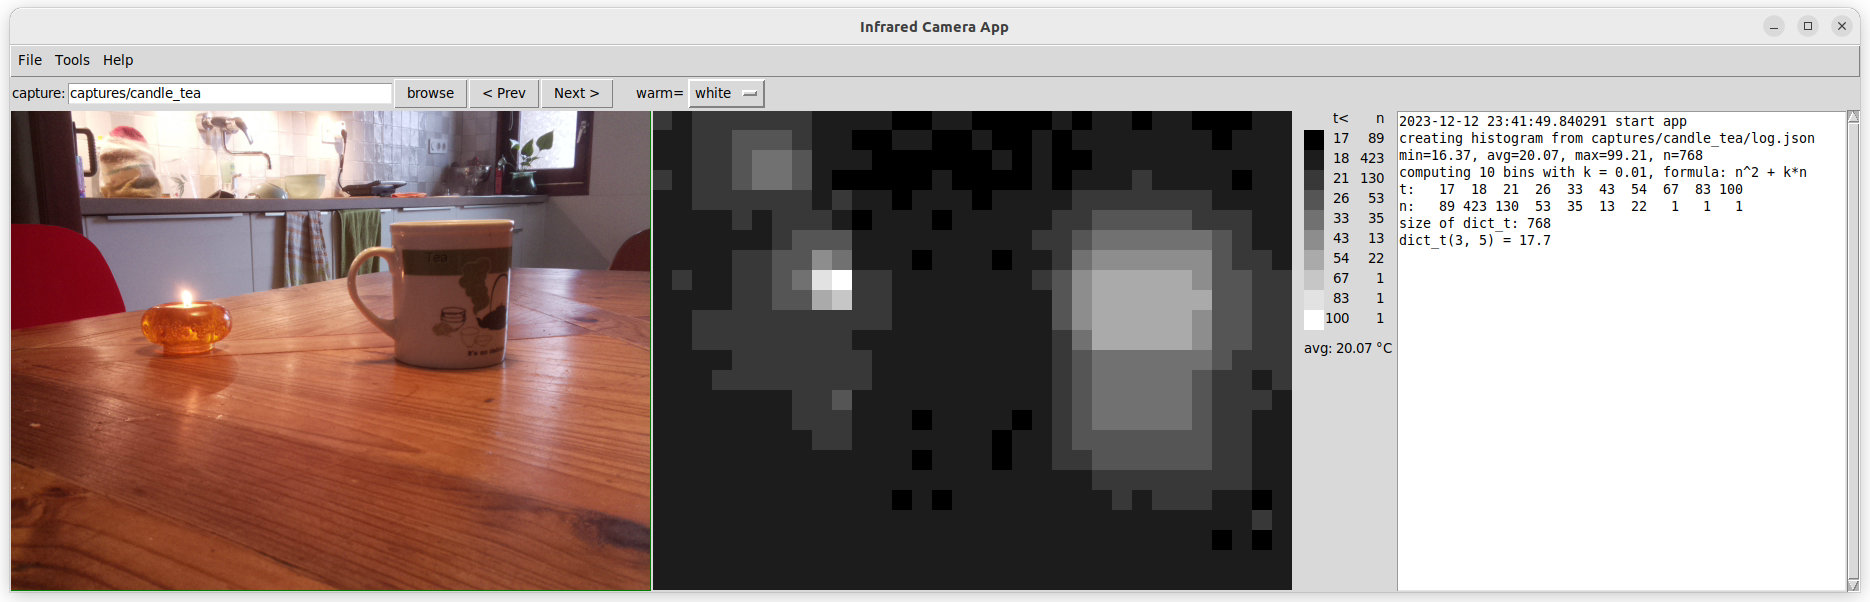 Infrared Camera App
File Tools Help
capture: captures/candle_tea browse < Prev Next > warm= white
t< n
17 89
18 423
21 130
26 53
33 35
43 13
54 22
67 1
83 1
100 1
avg: 20.07 °C
2023-12-12 23:41:49.840291 start app
creating histogram from captures/candle_tea/log.json
min=16.37, avg=20.07, max=99.21, n=768
computing 10 bins with k = 0.01, formula: n^2 + k*n
t: 17 18 21 26 33 43 54 67 83 100
n: 89 423 130 53 35 13 22 1 1 1
size of dict_t: 768
dict_t(3, 5) = 17.7
Tea